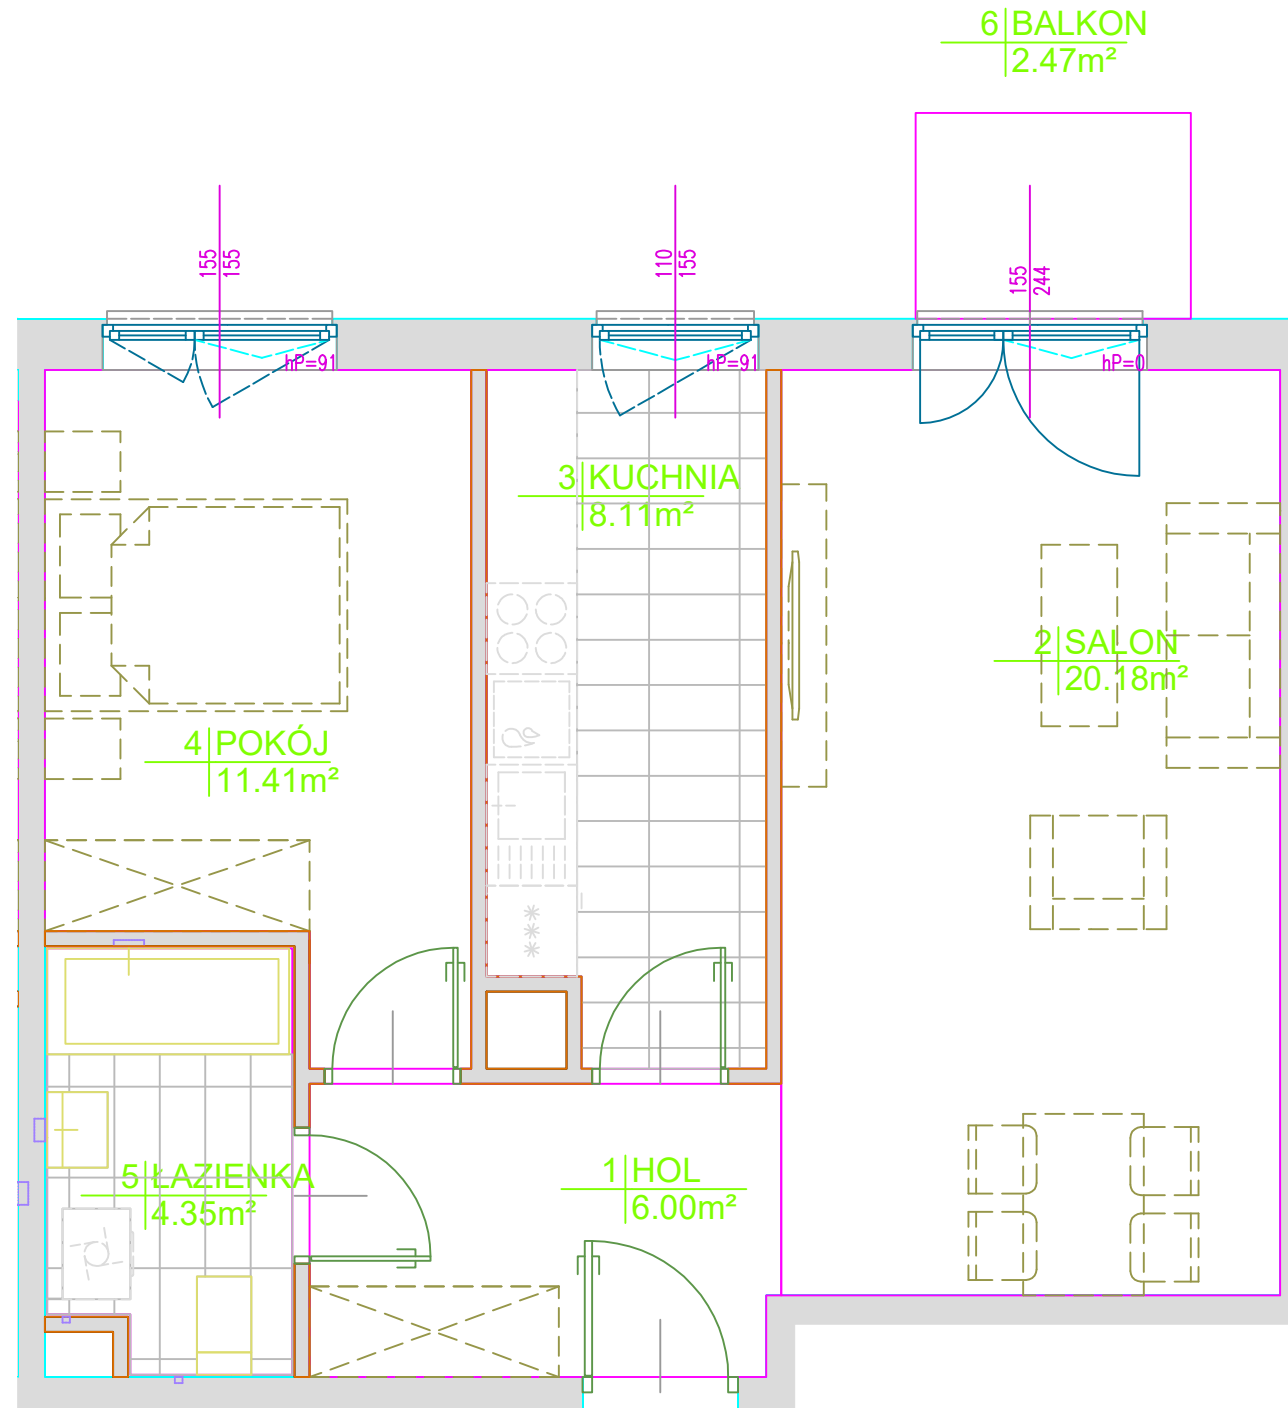 6 BALKON
2.47m²
155
155
110
155
155
244
hP=91
hP=91
hP=0
3 KUCHNIA
8.11m²
2 SALON
20.18m²
4 POKÓJ
11.41m²
5 ŁAZIENKA
4.35m²
1 HOL
6.00m²